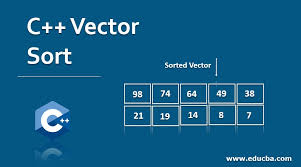 C++ Vector
Sort
Sorted Vector
98 74 64 49 38
21 19 14 8 7
C++
www.educba.com